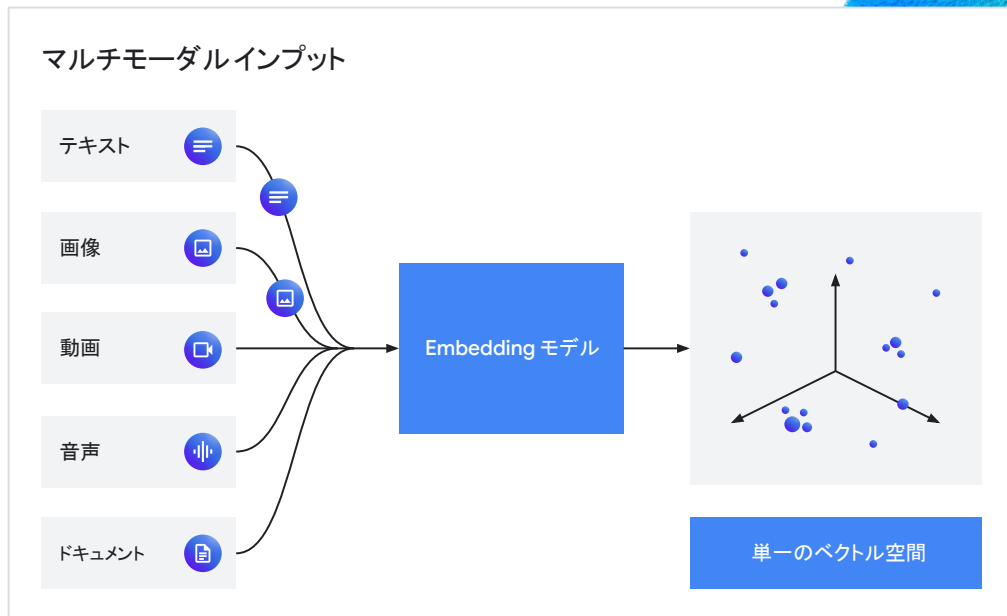 マルチモーダルインプット
テキスト
画像
動画
音声
ドキュメント
Embedding モデル
単一のベクトル空間